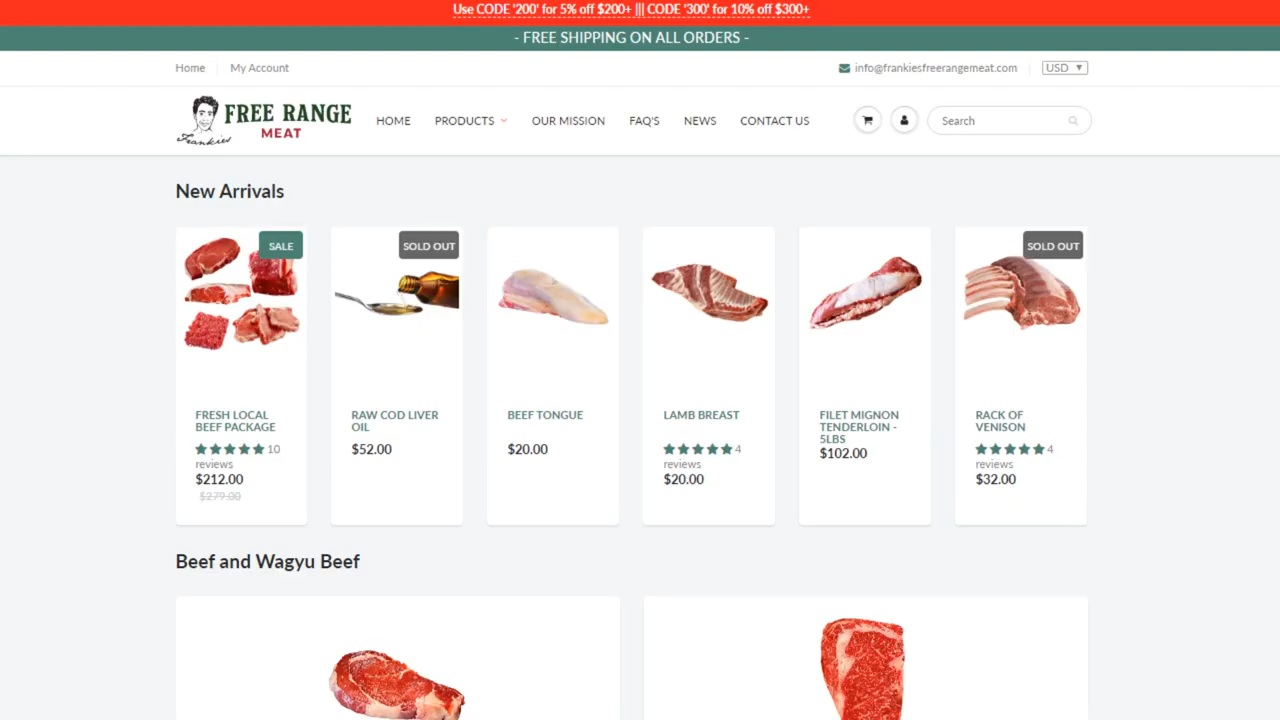 Use CODE '200' for 5% off $200+ ||| CODE '300' for 10% off $300+
- FREE SHIPPING ON ALL ORDERS -
Home
My Account
info@frankiesfreerangemeat.com
USD ▼
Frankies
FREE RANGE
MEAT
HOME
PRODUCTS
OUR MISSION
FAQ'S
NEWS
CONTACT US
Search
New Arrivals
SALE
FRESH LOCAL
BEEF PACKAGE
10
reviews
$212.00
$279.00
SOLD OUT
RAW COD LIVER
OIL
$52.00
BEEF TONGUE
$20.00
LAMB BREAST
4
reviews
$20.00
FILET MIGNON
TENDERLOIN -
5LBS
$102.00
SOLD OUT
RACK OF
VENISON
4
reviews
$32.00
Beef and Wagyu Beef